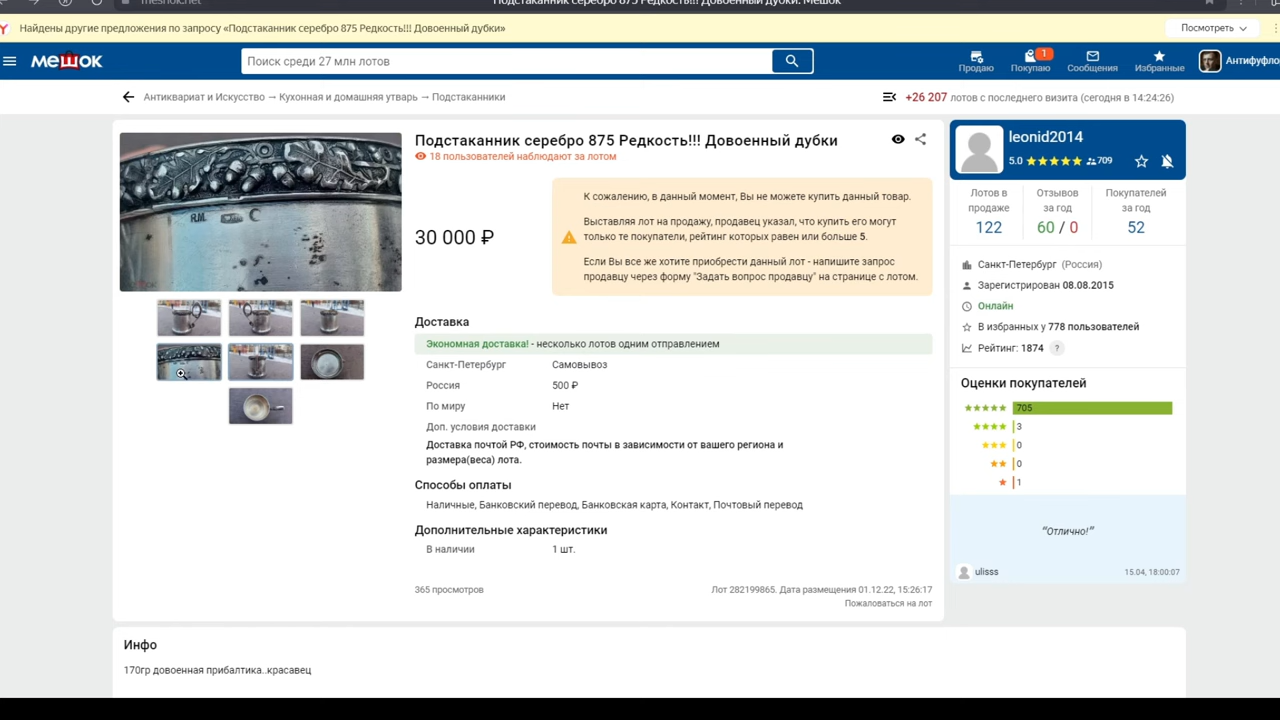 Подстаканник серебро 875 Редкость!!! Довоенный дубки. Мешок
Найдены другие предложения по запросу «Подстаканник серебро 875 Редкость!!! Довоенный дубки»
Посмотреть
мешок
Поиск среди 27 млн лотов
Продаю
1
Покупаю
Сообщения
Избранные
Антифуфло
Антиквариат и Искусство → Кухонная и домашняя утварь → Подстаканники
+26 207 лотов с последнего визита (сегодня в 14:24:26)
Подстаканник серебро 875 Редкость!!! Довоенный дубки
18 пользователей наблюдают за лотом
R.M.
30 000 ₽
К сожалению, в данный момент, Вы не можете купить данный товар.
Выставляя лот на продажу, продавец указал, что купить его могут
только те покупатели, рейтинг которых равен или больше 5.
Если Вы все же хотите приобрести данный лот - напишите запрос
продавцу через форму "Задать вопрос продавцу" на странице с лотом.
Доставка
Экономная доставка! - несколько лотов одним отправлением
Санкт-Петербург Самовывоз
Россия 500 ₽
По миру Нет
Доп. условия доставки
Доставка почтой РФ, стоимость почты в зависимости от вашего региона и
размера(веса) лота.
Способы оплаты
Наличные, Банковский перевод, Банковская карта, Контакт, Почтовый перевод
Дополнительные характеристики
В наличии 1 шт.
365 просмотров
Лот 282199865. Дата размещения 01.12.22, 15:26:17
Пожаловаться на лот
leonid2014
5.0 709
Лотов в продаже 122
Отзывов за год 60 / 0
Покупателей за год 52
Санкт-Петербург (Россия)
Зарегистрирован 08.08.2015
Онлайн
В избранных у 778 пользователей
Рейтинг: 1874 ?
Оценки покупателей
705
3
0
0
1
“Отлично!”
ulisss 15.04, 18:00:07
Инфо
170гр довоенная прибалтика..красавец